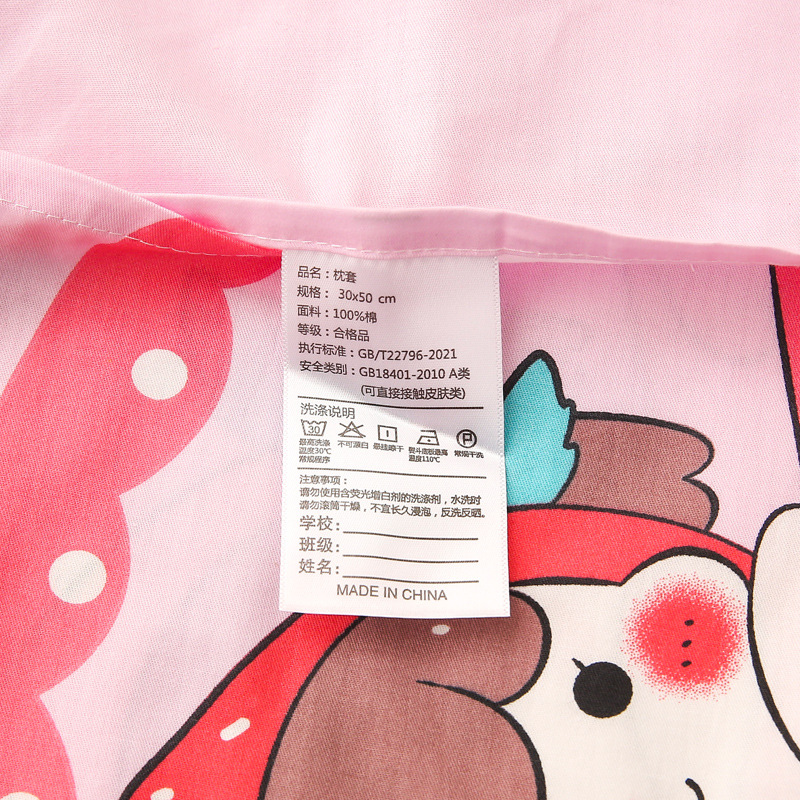 品名：枕套
规格： 30x50 cm
面料：100%棉
等级：合格品
执行标准：GB/T22796-2021
安全类别：GB18401-2010 A类
(可直接接触皮肤类)
洗涤说明
30 P
最高洗涤 不可漂白 悬挂晾干 熨斗底板最高 常规干洗
温度30℃ 温度110℃
常规程序
注意事项：
请勿使用含荧光增白剂的洗涤剂，水洗时
请勿滚筒干燥，不宜长久浸泡，反洗反晒。
学校：
班级：
姓名：
MADE IN CHINA